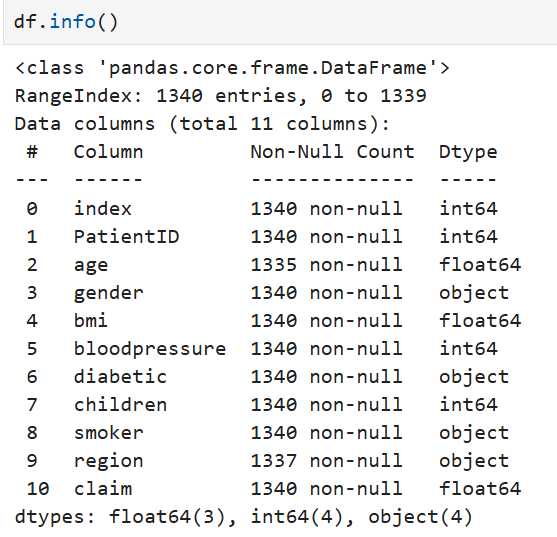 df.info()
<class 'pandas.core.frame.DataFrame'>
RangeIndex: 1340 entries, 0 to 1339
Data columns (total 11 columns):
 #   Column         Non-Null Count  Dtype
---  ------         --------------  -----
 0   index          1340 non-null   int64
 1   PatientID      1340 non-null   int64
 2   age            1335 non-null   float64
 3   gender         1340 non-null   object
 4   bmi            1340 non-null   float64
 5   bloodpressure  1340 non-null   int64
 6   diabetic       1340 non-null   object
 7   children       1340 non-null   int64
 8   smoker         1340 non-null   object
 9   region         1337 non-null   object
 10  claim          1340 non-null   float64
dtypes: float64(3), int64(4), object(4)